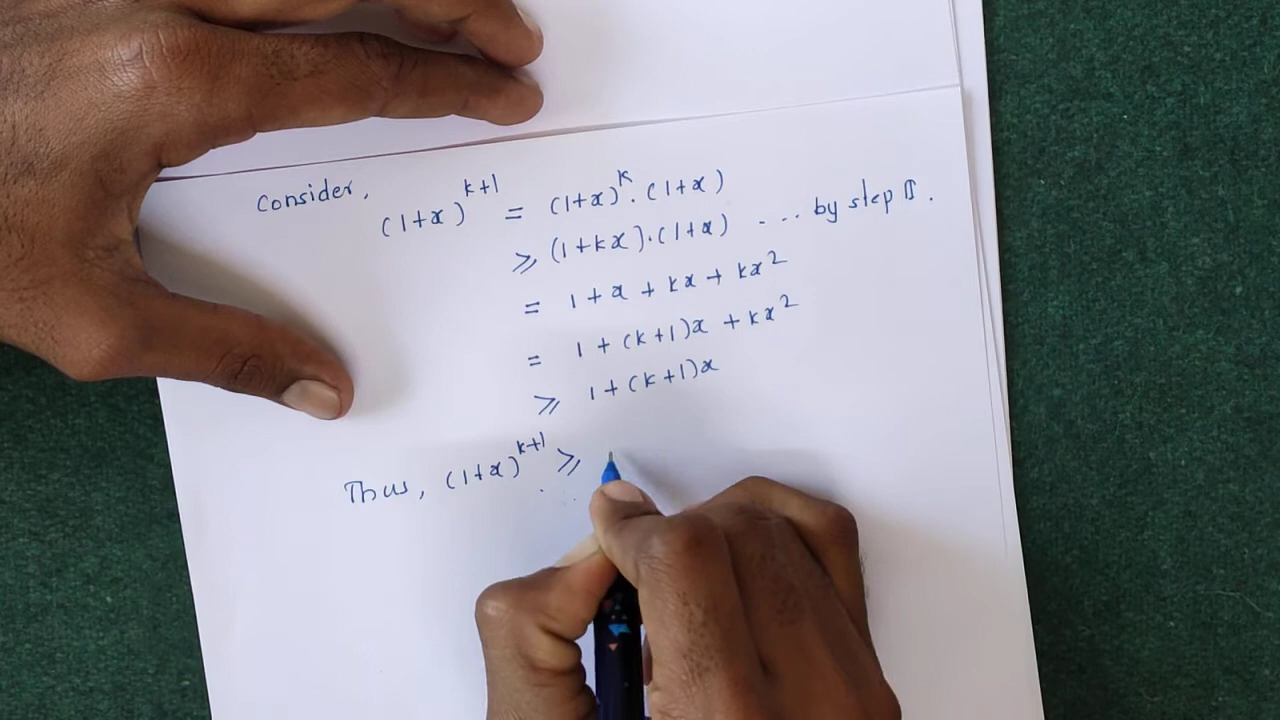 Consider,
(1+x)^{k+1} = (1+x)^k . (1+x)
⩾ (1+kx).(1+x) ... by step II.
= 1 + x + kx + kx^2
= 1 + (k+1)x + kx^2
⩾ 1 + (k+1)x
Thus, (1+x)^{k+1} ⩾